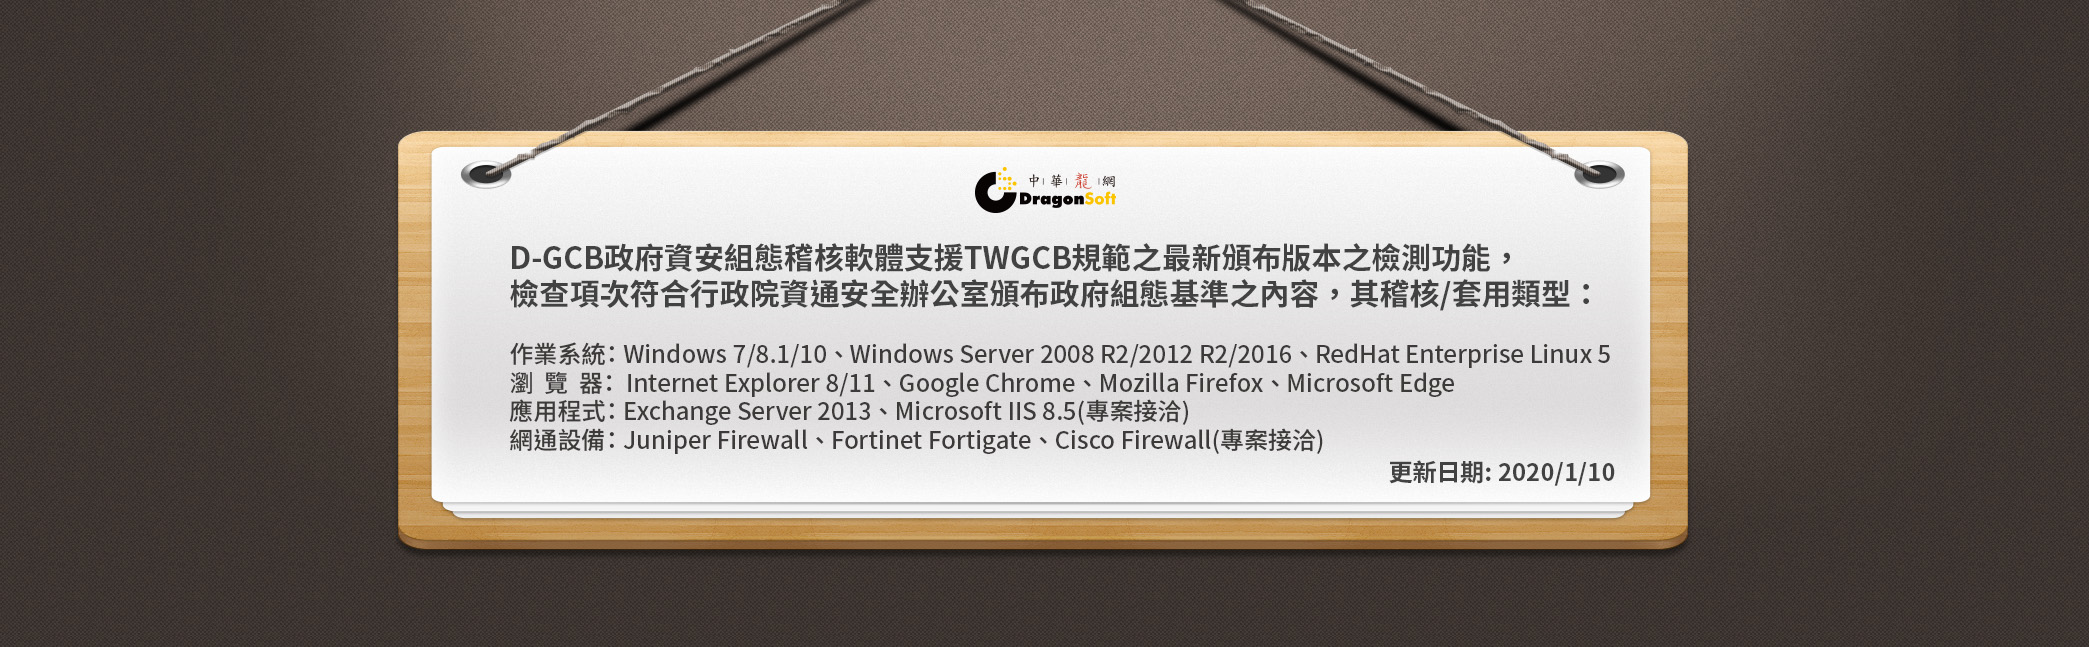 中 華 龍 網
DragonSoft
D-GCB政府資安組態稽核軟體支援TWGCB規範之最新頒布版本之檢測功能，
檢查項次符合行政院資通安全辦公室頒布政府組態基準之內容，其稽核/套用類型：
作業系統：Windows 7/8.1/10、Windows Server 2008 R2/2012 R2/2016、RedHat Enterprise Linux 5
瀏 覽 器： Internet Explorer 8/11、Google Chrome、Mozilla Firefox、Microsoft Edge
應用程式：Exchange Server 2013、Microsoft IIS 8.5(專案接洽)
網通設備：Juniper Firewall、Fortinet Fortigate、Cisco Firewall(專案接洽)
更新日期: 2020/1/10